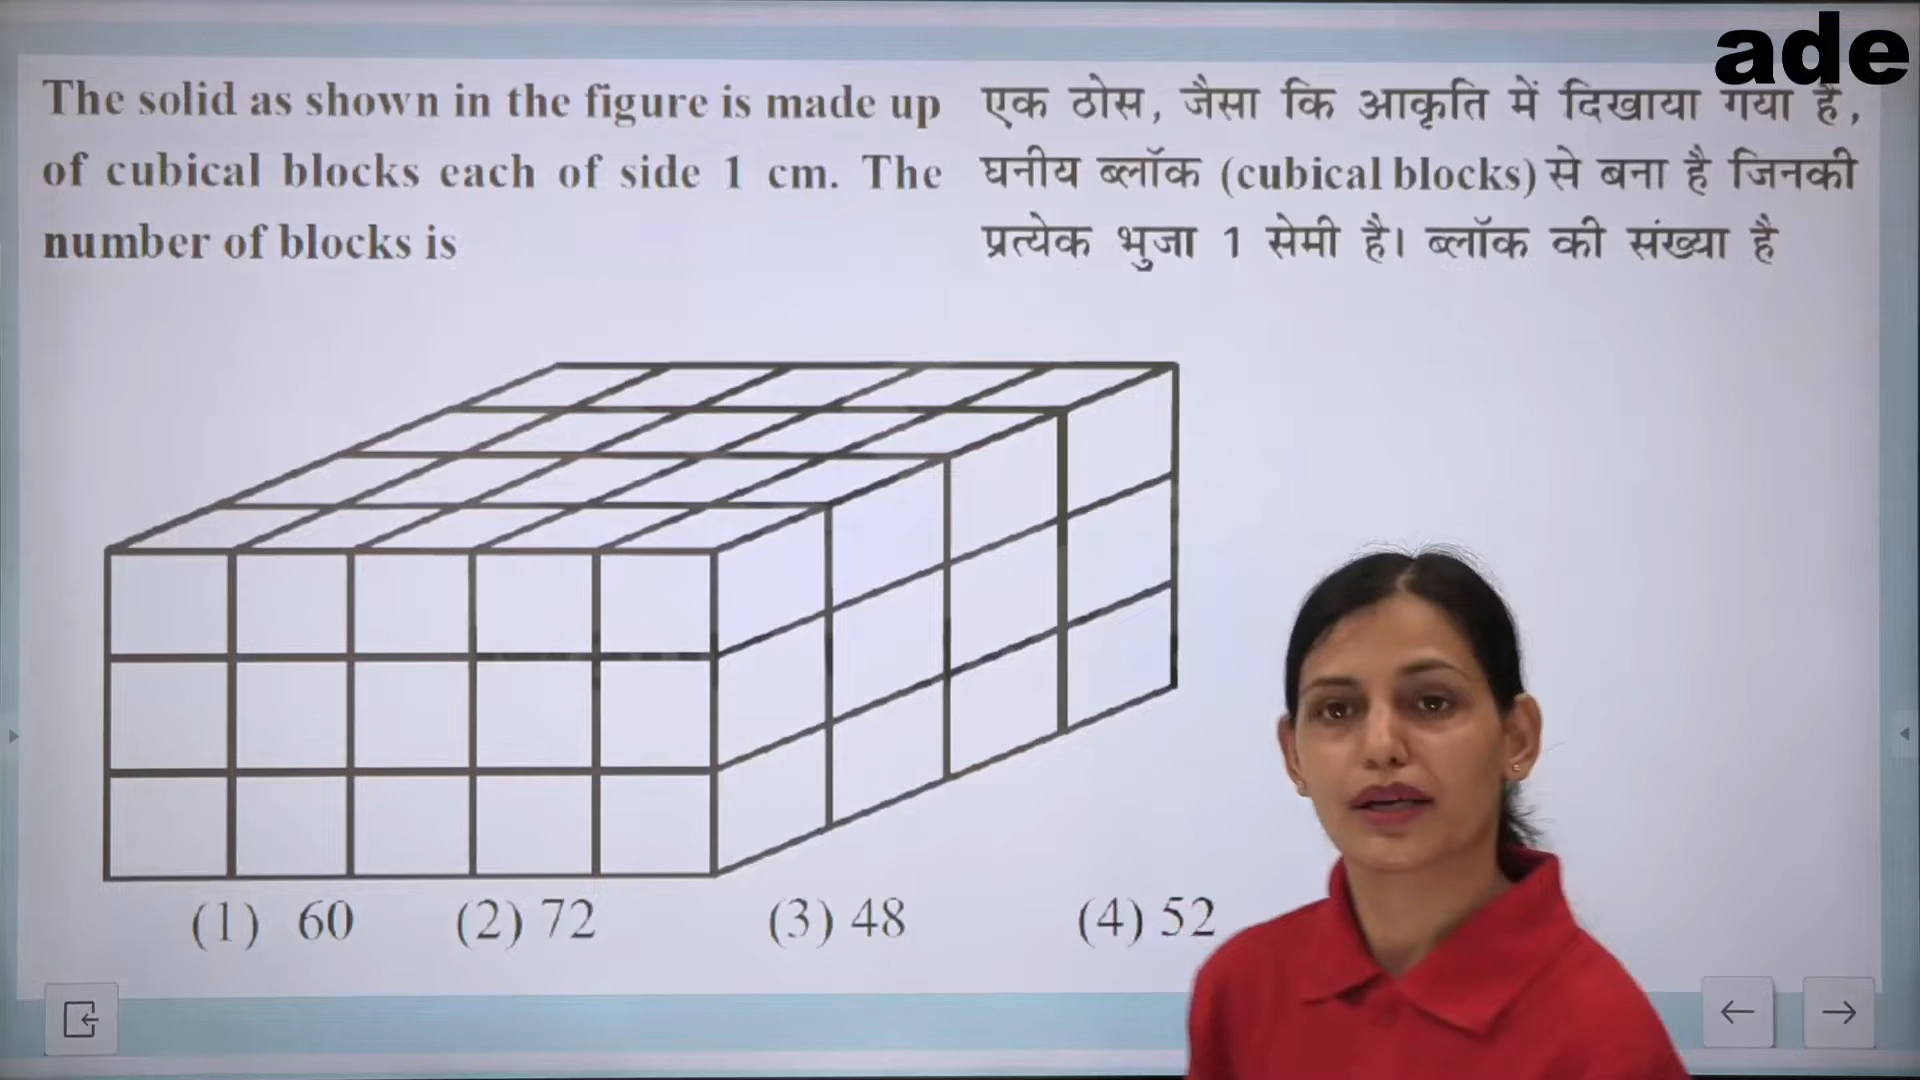 ade
The solid as shown in the figure is made up
of cubical blocks each of side 1 cm. The
number of blocks is
एक ठोस, जैसा कि आकृति में दिखाया गया है,
घनीय ब्लॉक (cubical blocks) से बना है जिनकी
प्रत्येक भुजा 1 सेमी है। ब्लॉक की संख्या है
(1) 60 (2) 72 (3) 48 (4) 52